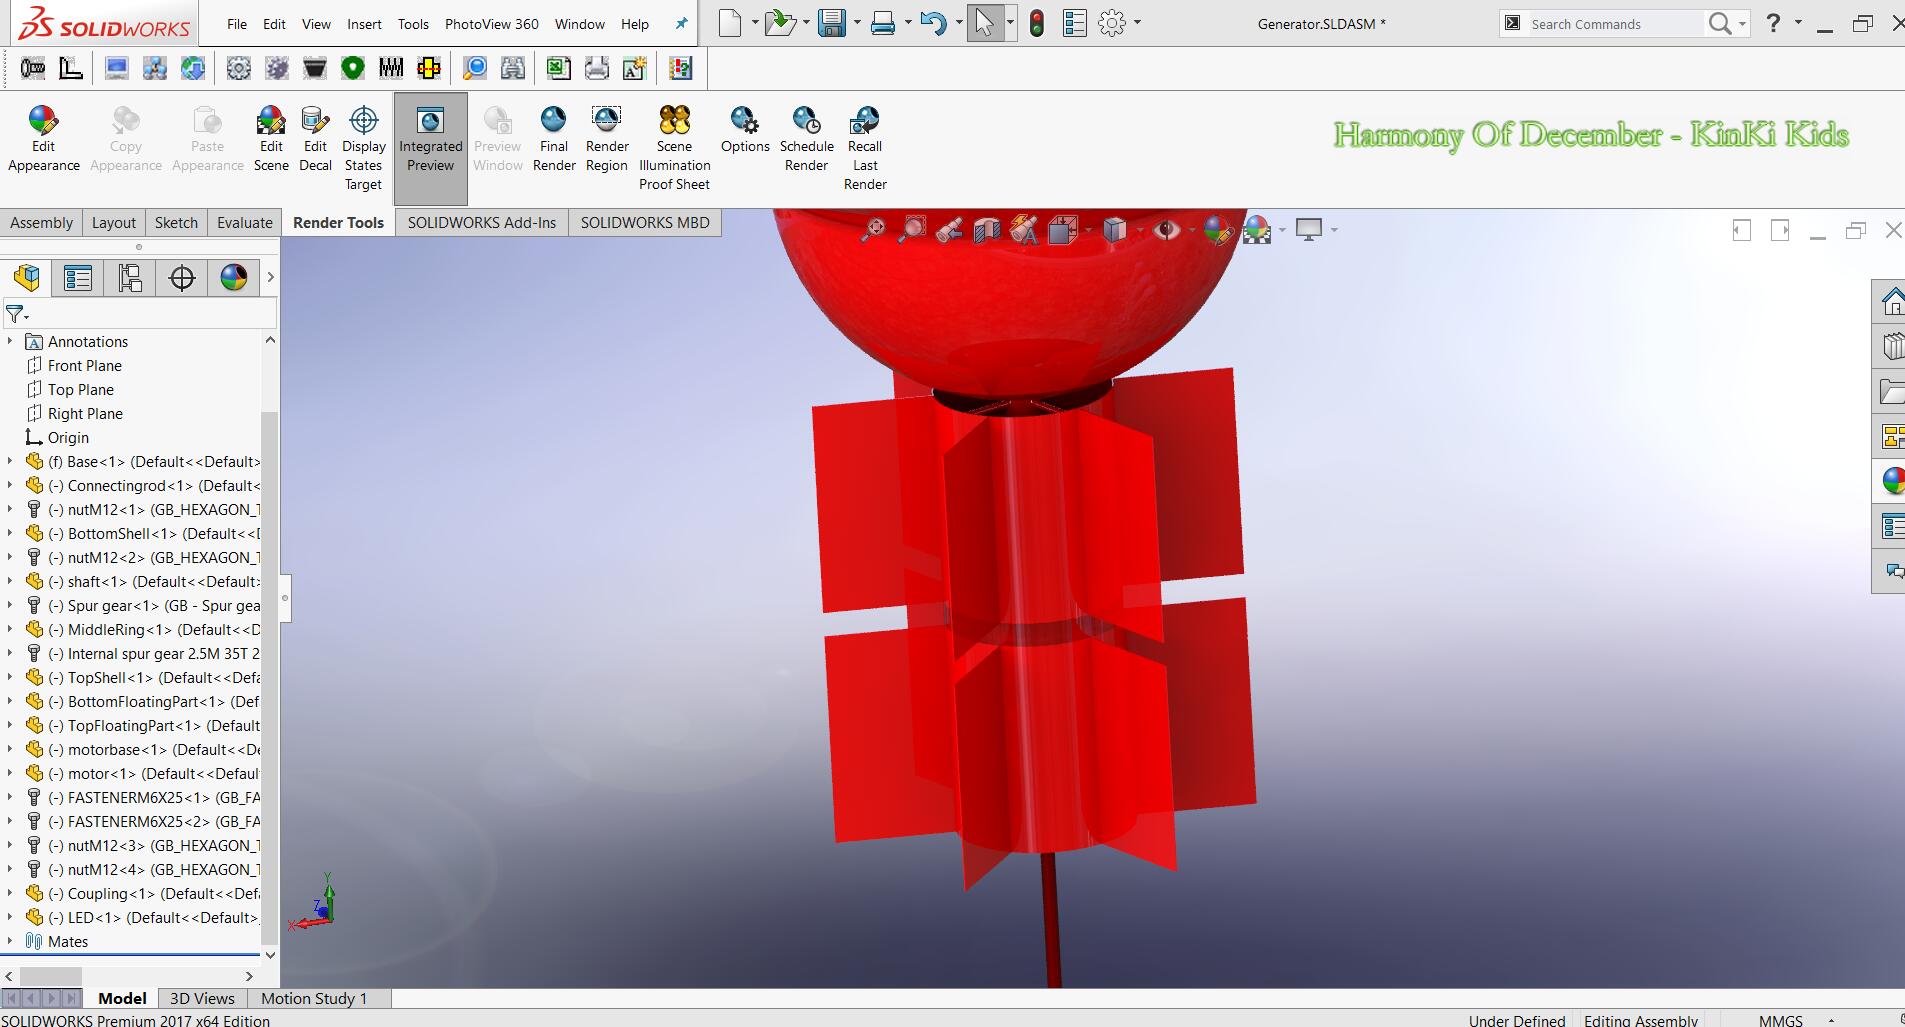 SOLIDWORKS
File Edit View Insert Tools PhotoView 360 Window Help
Generator.SLDASM *
Search Commands
?
Edit Appearance
Copy Appearance
Paste Appearance
Edit Scene
Edit Decal
Display States Target
Integrated Preview
Preview Window
Final Render
Render Region
Scene Illumination Proof Sheet
Options
Schedule Render
Recall Last Render
Harmony Of December - KinKi Kids
Assembly Layout Sketch Evaluate Render Tools SOLIDWORKS Add-Ins SOLIDWORKS MBD
Annotations
Front Plane
Top Plane
Right Plane
Origin
(f) Base<1> (Default<<Default>
(-) Connectingrod<1> (Default<
(-) nutM12<1> (GB_HEXAGON_T
(-) BottomShell<1> (Default<<D
(-) nutM12<2> (GB_HEXAGON_T
(-) shaft<1> (Default<<Default>
(-) Spur gear<1> (GB - Spur gea
(-) MiddleRing<1> (Default<<D
(-) Internal spur gear 2.5M 35T 2
(-) TopShell<1> (Default<<Defa
(-) BottomFloatingPart<1> (Def
(-) TopFloatingPart<1> (Default
(-) motorbase<1> (Default<<De
(-) motor<1> (Default<<Defaul
(-) FASTENERM6X25<1> (GB_FA
(-) FASTENERM6X25<2> (GB_FA
(-) nutM12<3> (GB_HEXAGON_T
(-) nutM12<4> (GB_HEXAGON_T
(-) Coupling<1> (Default<<Def
(-) LED<1> (Default<<Default>
Mates
Y
Z
X
Model 3D Views Motion Study 1
SOLIDWORKS Premium 2017 x64 Edition
Under Defined Editing Assembly MMGS